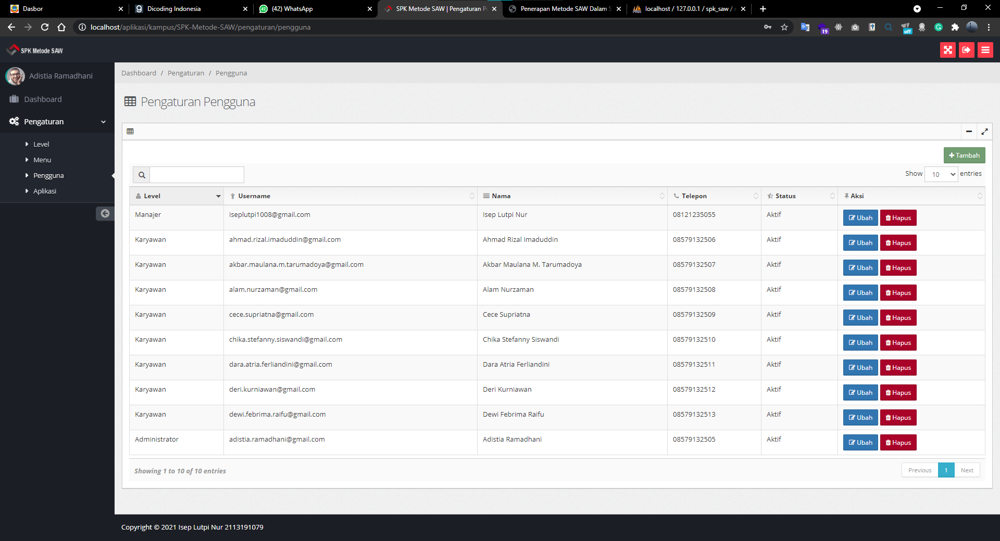 Dasbor
Dicoding Indonesia
(42) WhatsApp
SPK Metode SAW | Pengaturan P
Penerapan Metode SAW Dalam S
localhost / 127.0.0.1 / spk_saw /
localhost/aplikasi/kampus/SPK-Metode-SAW/pengaturan/pengguna
19
off
SPK Metode SAW
Adistia Ramadhani
Dashboard
Pengaturan
Level
Menu
Pengguna
Aplikasi
Dashboard / Pengaturan / Pengguna
Pengaturan Pengguna
Tambah
Show 10 entries
Level Username Nama Telepon Status Aksi
Manajer iseplutpi1008@gmail.com Isep Lutpi Nur 08121235055 Aktif Ubah Hapus
Karyawan ahmad.rizal.imaduddin@gmail.com Ahmad Rizal Imaduddin 08579132506 Aktif Ubah Hapus
Karyawan akbar.maulana.m.tarumadoya@gmail.com Akbar Maulana M. Tarumadoya 08579132507 Aktif Ubah Hapus
Karyawan alam.nurzaman@gmail.com Alam Nurzaman 08579132508 Aktif Ubah Hapus
Karyawan cece.supriatna@gmail.com Cece Supriatna 08579132509 Aktif Ubah Hapus
Karyawan chika.stefanny.siswandi@gmail.com Chika Stefanny Siswandi 08579132510 Aktif Ubah Hapus
Karyawan dara.atria.ferliandini@gmail.com Dara Atria Ferliandini 08579132511 Aktif Ubah Hapus
Karyawan deri.kurniawan@gmail.com Deri Kurniawan 08579132512 Aktif Ubah Hapus
Karyawan dewi.febrima.raifu@gmail.com Dewi Febrima Raifu 08579132513 Aktif Ubah Hapus
Administrator adistia.ramadhani@gmail.com Adistia Ramadhani 08579132505 Aktif Ubah Hapus
Showing 1 to 10 of 10 entries
Previous 1 Next
Copyright © 2021 Isep Lutpi Nur 2113191079